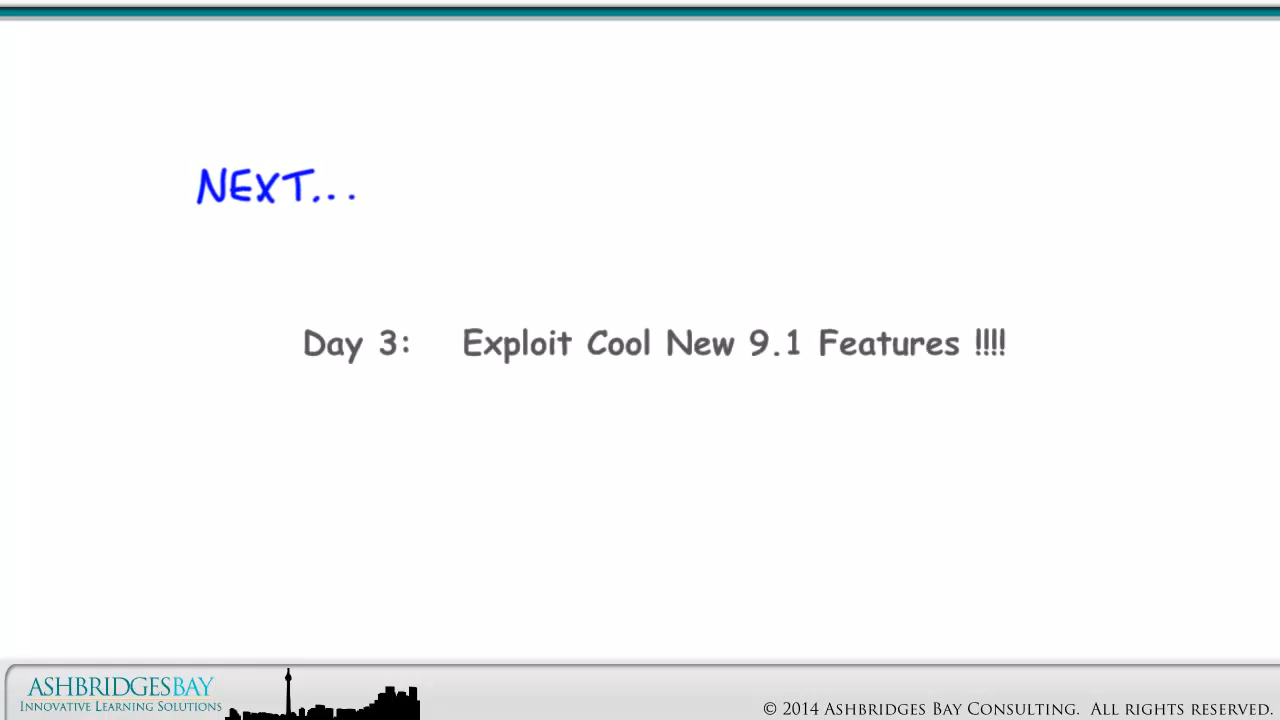 NEXT...
Day 3: Exploit Cool New 9.1 Features !!!!
ASHBRIDGESBAY
INNOVATIVE LEARNING SOLUTIONS
© 2014 ASHBRIDGES BAY CONSULTING. ALL RIGHTS RESERVED.